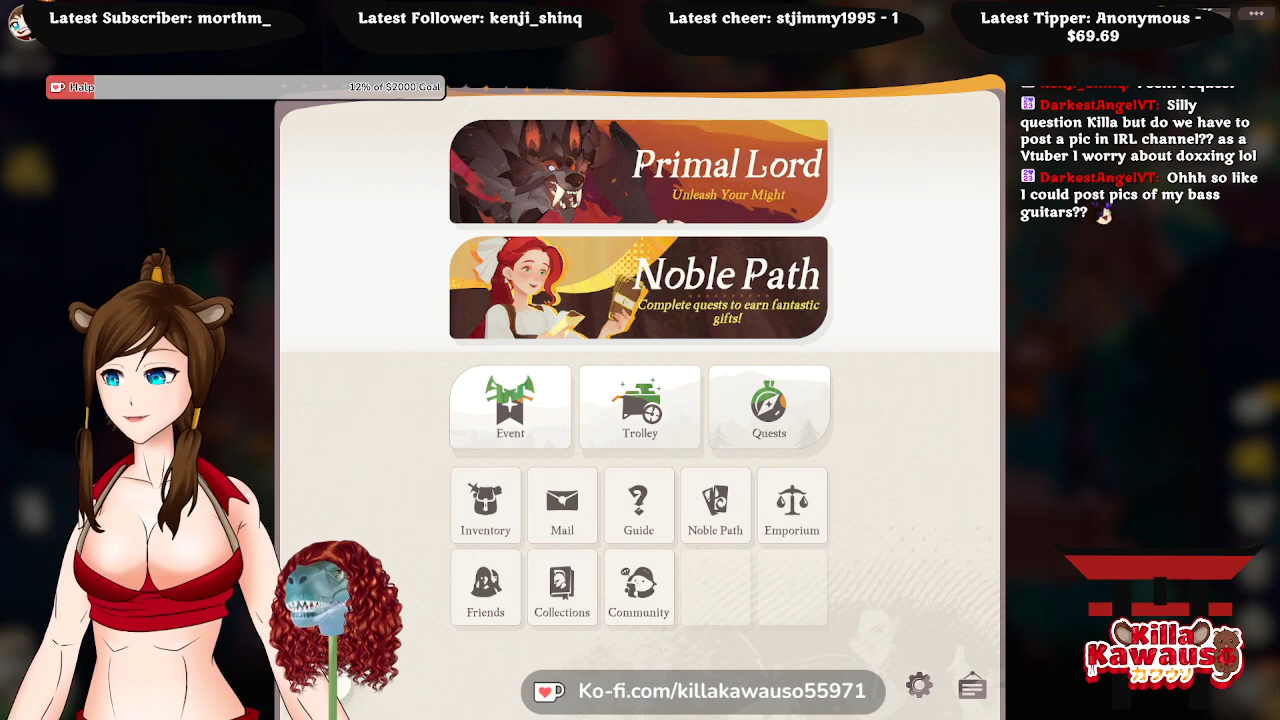 Latest Subscriber: morthm_
Latest Follower: kenji_shinq
Latest cheer: stjimmy1995 - 1
Latest Tipper: Anonymous -
$69.69
Halp
12% of $2000 Goal
DarkestAngelVT: Silly
question Killa but do we have to
post a pic in IRL channel?? as a
Vtuber I worry about doxxing lol
DarkestAngelVT: Ohhh so like
I could post pics of my bass
guitars??
Primal Lord
Unleash Your Might
Noble Path
Complete quests to earn fantastic
gifts!
Event
Trolley
Quests
Inventory
Mail
Guide
Noble Path
Emporium
Friends
Collections
Community
Ko-fi.com/killakawauso55971
Killa
Kawauso
カワウソ